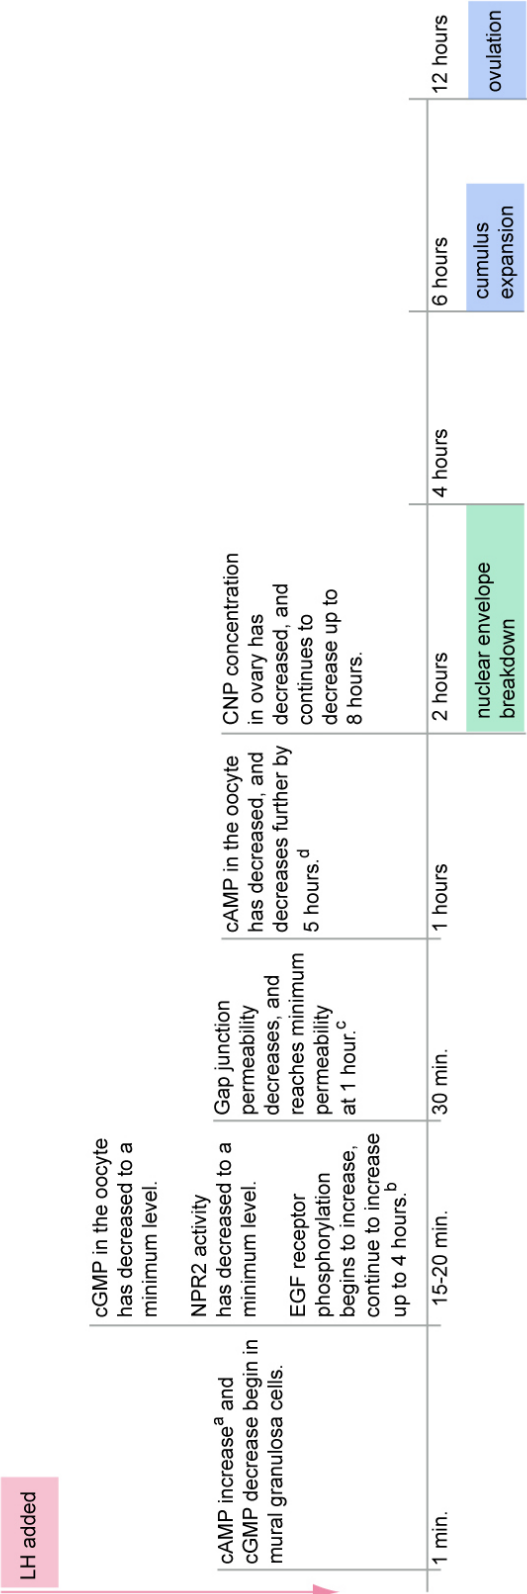 LH added
cAMP increaseᵃ and
cGMP decrease begin in
mural granulosa cells.
1 min.
cGMP in the oocyte
has decreased to a
minimum level.
NPR2 activity
has decreased to a
minimum level.
EGF receptor
phosphorylation
begins to increase,
continue to increase
up to 4 hours.ᵇ
15-20 min.
Gap junction
permeability
decreases, and
reaches minimum
permeability
at 1 hour.ᶜ
30 min.
cAMP in the oocyte
has decreased, and
decreases further by
5 hours.ᵈ
1 hours
CNP concentration
in ovary has
decreased, and
continues to
decrease up to
8 hours.
2 hours
nuclear envelope
breakdown
4 hours
6 hours
cumulus
expansion
12 hours
ovulation